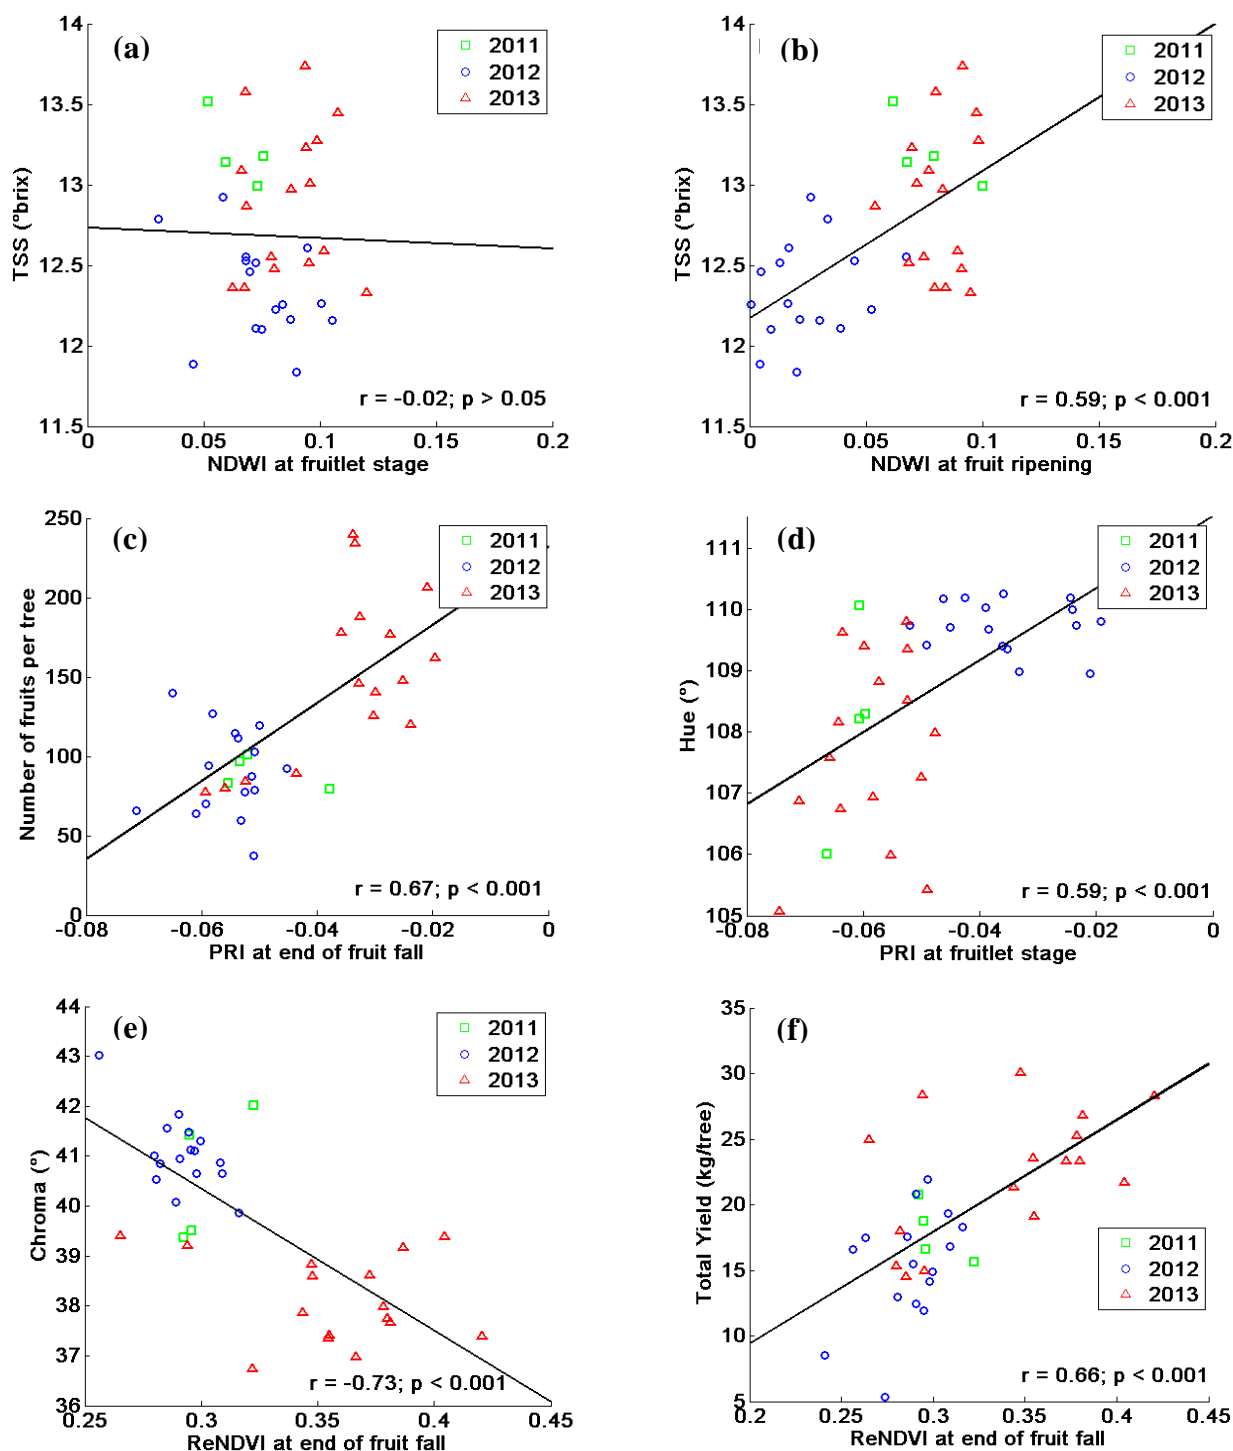 (a)
2011
2012
2013
14
13.5
13
12.5
12
11.5
TSS (°brix)
r = -0.02; p > 0.05
0 0.05 0.1 0.15 0.2
NDWI at fruitlet stage
(b)
2011
2012
2013
14
13.5
13
12.5
12
11.5
TSS (°brix)
r = 0.59; p < 0.001
0 0.05 0.1 0.15 0.2
NDWI at fruit ripening
(c)
2011
2012
2013
250
200
150
100
50
0
Number of fruits per tree
r = 0.67; p < 0.001
-0.08 -0.06 -0.04 -0.02 0
PRI at end of fruit fall
(d)
2011
2012
2013
111
110
109
108
107
106
105
Hue (°)
r = 0.59; p < 0.001
-0.08 -0.06 -0.04 -0.02 0
PRI at fruitlet stage
(e)
2011
2012
2013
44
43
42
41
40
39
38
37
36
Chroma (°)
r = -0.73; p < 0.001
0.25 0.3 0.35 0.4 0.45
ReNDVI at end of fruit fall
(f)
2011
2012
2013
35
30
25
20
15
10
5
Total Yield (kg/tree)
r = 0.66; p < 0.001
0.2 0.25 0.3 0.35 0.4 0.45
ReNDVI at end of fruit fall